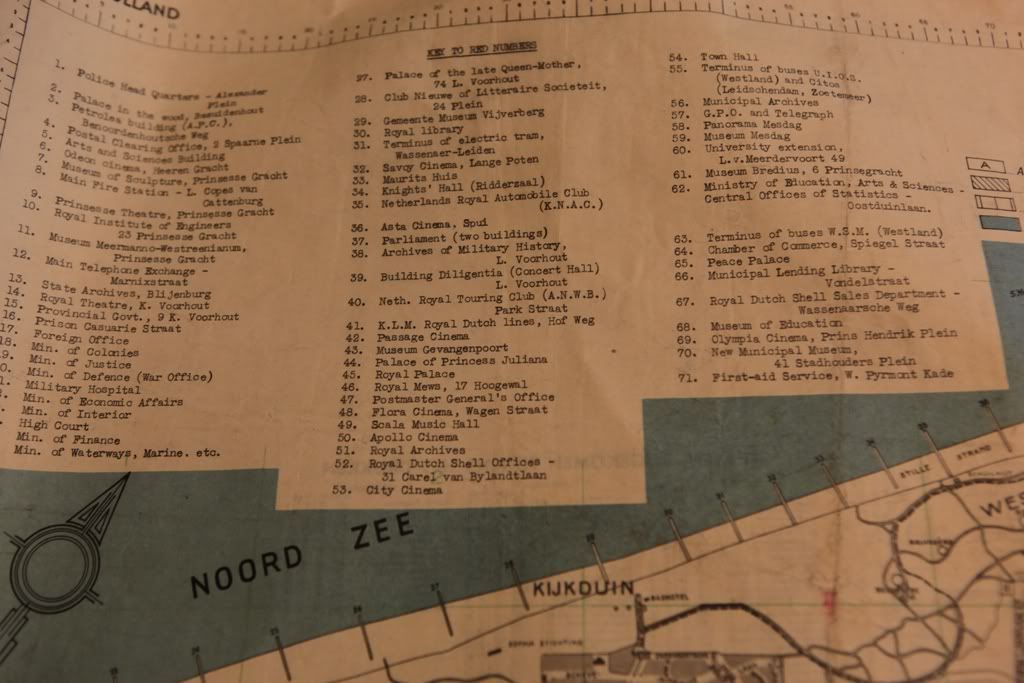 LLAND
KEY TO RED NUMBERS
1. Police Head Quarters - Alexander
Plein
2. Palace in the wood, Bezuidenhout
3. Petrolea building (A.P.C.),
Benoordenhoutsche Weg
4. Postal Clearing Office, 2 Spaarne Plein
5. Arts and Sciences Building
6. Odeon cinema, Heeren Gracht
7. Museum of Sculpture, Prinsesse Gracht
8. Main Fire Station - L. Copes van
Cattenburg
9. Prinsesse Theatre, Prinsesse Gracht
10. Royal Institute of Engineers
23 Prinsesse Gracht
11. Museum Meermanno-Westreenianum,
Prinsesse Gracht
12. Main Telephone Exchange -
Marnixstraat
13. State Archives, Blijenburg
14. Royal Theatre, K. Voorhout
15. Provincial Govt., 9 K. Voorhout
16. Prison Casuarie Straat
17. Foreign Office
18. Min. of Colonies
9. Min. of Justice
0. Min. of Defence (War Office)
1. Military Hospital
Min. of Economic Affairs
Min. of Interior
High Court
Min. of Finance
Min. of Waterways, Marine. etc.
27. Palace of the late Queen-Mother,
74 L. Voorhout
28. Club Nieuwe of Litteraire Societeit,
24 Plein
29. Gemeente Museum Vijverberg
30. Royal library
31. Terminus of electric tram,
Wassenaer-Leiden
32. Savoy Cinema, Lange Poten
33. Maurits Huis
34. Knights' Hall (Ridderzaal)
35. Netherlands Royal Automobile Club
(K.N.A.C.)
36. Asta Cinema, Spui
37. Parliament (two buildings)
38. Archives of Military History,
L. Voorhout
39. Building Diligentia (Concert Hall)
L. Voorhout
40. Neth. Royal Touring Club (A.N.W.B.)
Park Straat
41. K.L.M. Royal Dutch lines, Hof Weg
42. Passage Cinema
43. Museum Gevangenpoort
44. Palace of Princess Juliana
45. Royal Palace
46. Royal Mews, 17 Hoogewal
47. Postmaster General's Office
48. Flora Cinema, Wagen Straat
49. Scala Music Hall
50. Apollo Cinema
51. Royal Archives
52. Royal Dutch Shell Offices -
31 Carel van Bylandtlaan
53. City Cinema
54. Town Hall
55. Terminus of buses U.I.O.S.
(Westland) and Citos
(Leidschendam, Zoetemeer)
56. Municipal Archives
57. G.P.O. and Telegraph
58. Panorama Mesdag
59. Museum Mesdag
60. University extension,
L.v.Meerdervoort 49
61. Museum Bredius, 6 Prinsegracht
62. Ministry of Education, Arts & Sciences -
Central Offices of Statistics -
Oostduinlaan.
63. Terminus of buses W.S.M. (Westland)
64. Chamber of Commerce, Spiegel Straat
65. Peace Palace
66. Municipal Lending Library -
Vondelstraat
67. Royal Dutch Shell Sales Department -
Wassenaarsche Weg
68. Museum of Education
69. Olympia Cinema, Prins Hendrik Plein
70. New Municipal Museum,
41 Stadhouders Plein
71. First-aid Service, W. Pyrmont Kade
A
NOORD ZEE
KIJKDUIN
STILLE STRAND
WES